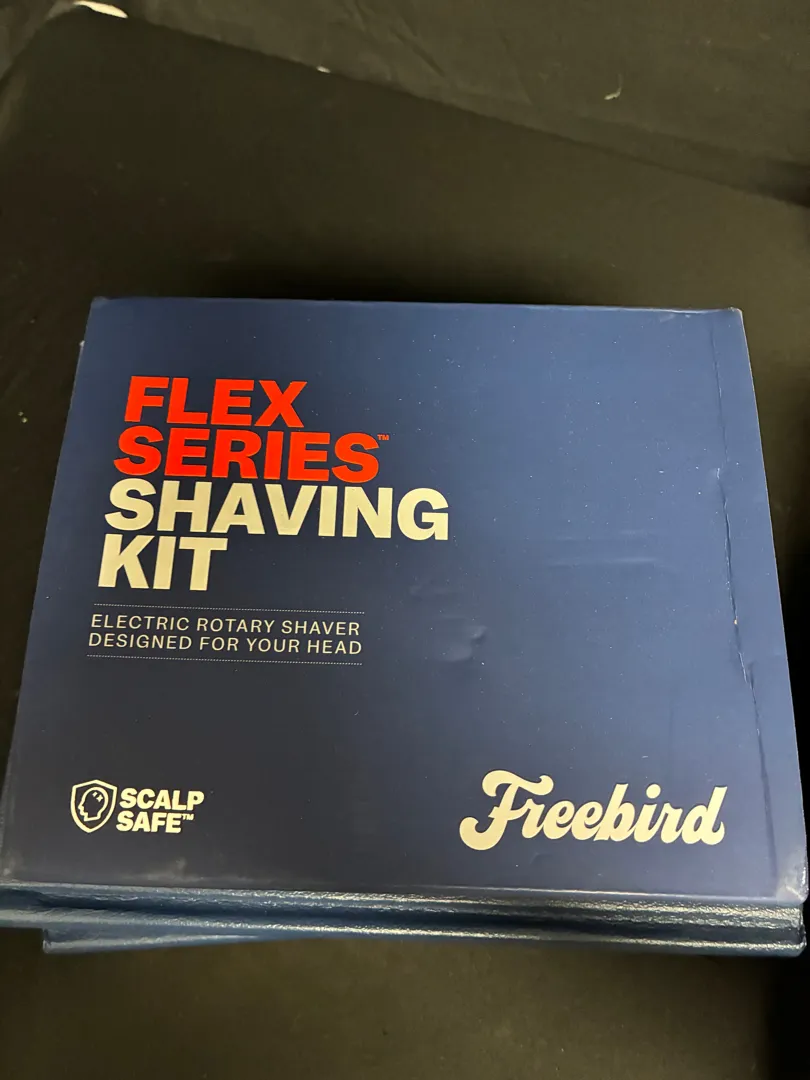 FLEX
SERIES™
SHAVING
KIT
ELECTRIC ROTARY SHAVER
DESIGNED FOR YOUR HEAD
SCALP
SAFE™
Freebird